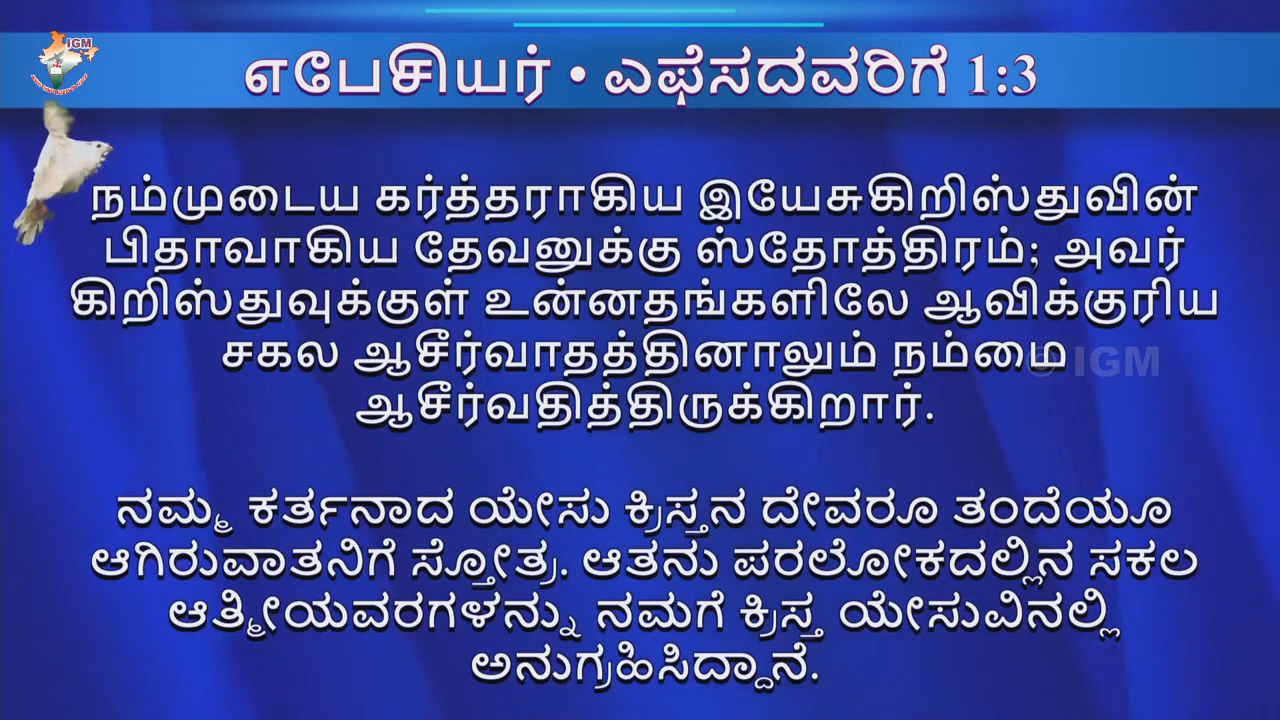 IGM
எபேசியர் • ಎಫೆಸದವರಿಗೆ 1:3
நம்முடைய கர்த்தராகிய இயேசுகிறிஸ்துவின்
பிதாவாகிய தேவனுக்கு ஸ்தோத்திரம்; அவர்
கிறிஸ்துவுக்குள் உன்னதங்களிலே ஆவிக்குரிய
சகல ஆசீர்வாதத்தினாலும் நம்மை
© IGM
ஆசீர்வதித்திருக்கிறார்.
ನಮ್ಮ ಕರ್ತನಾದ ಯೇಸು ಕ್ರಿಸ್ತನ ದೇವರೂ ತಂದೆಯೂ
ಆಗಿರುವಾತನಿಗೆ ಸ್ತೋತ್ರ. ಆತನು ಪರಲೋಕದಲ್ಲಿನ ಸಕಲ
ಆತ್ಮೀಯವರಗಳನ್ನು ನಮಗೆ ಕ್ರಿಸ್ತ ಯೇಸುವಿನಲ್ಲಿ
ಅನುಗ್ರಹಿಸಿದ್ದಾನೆ.